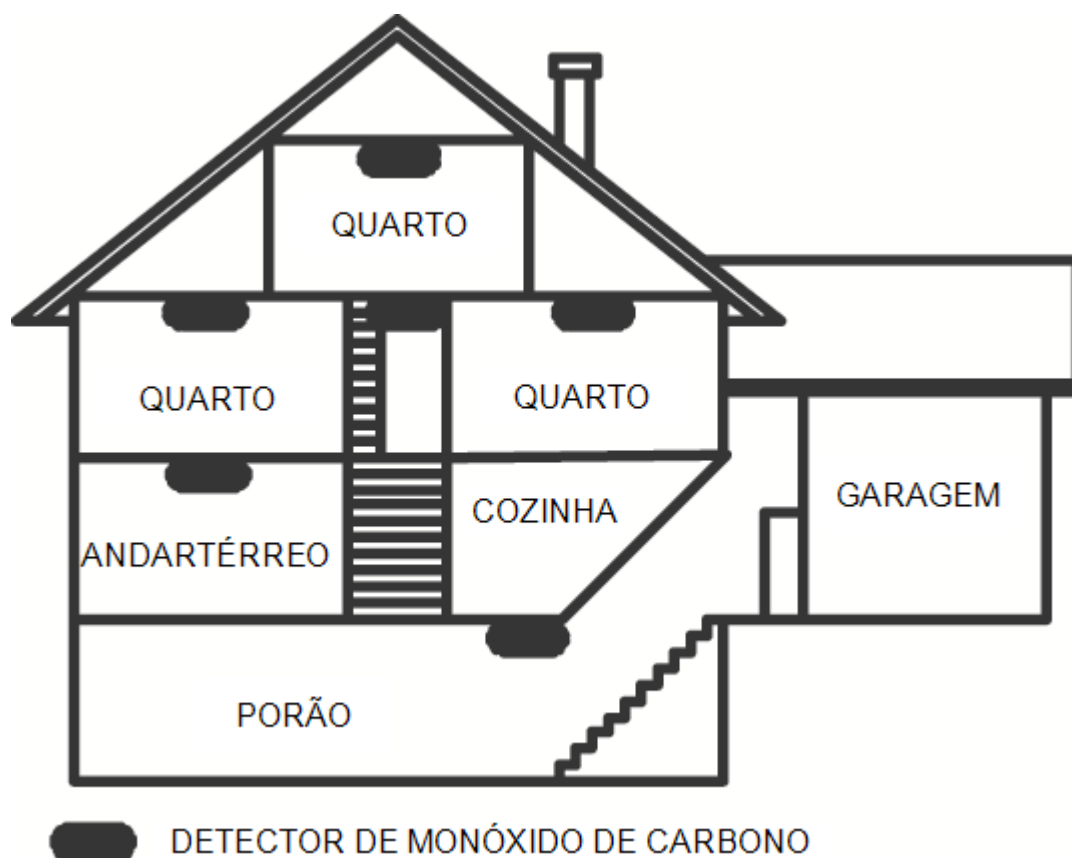 QUARTO
QUARTO
QUARTO
ANDARTÉRREO
COZINHA
GARAGEM
PORÃO
DETECTOR DE MONÓXIDO DE CARBONO